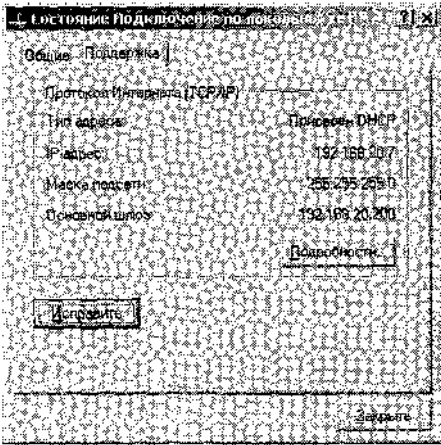 Состояние Подключение по локальной сети
Общие Поддержка
Протокол Интернета (TCP/IP)
Тип адреса: Присвоен DHCP
IP-адрес: 192.168.20.7
Маска подсети: 255.255.255.0
Основной шлюз: 192.168.20.200
Подробности...
Исправить
Закрыть